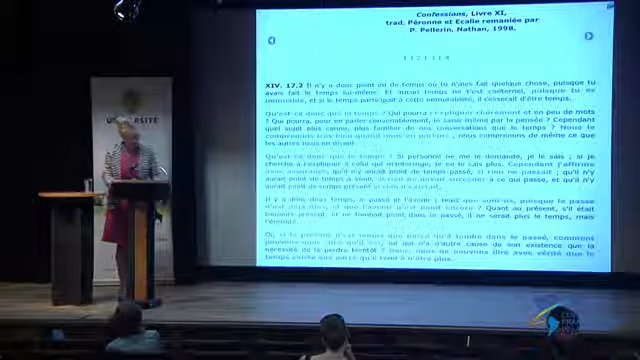 Confessions, Livre XI,
trad. Péronne et Ecalle remaniée par
P. Pellerin, Nathan, 1998.
XIV. 17.2 Il n'y a donc point eu de temps où tu n'aies fait quelque chose, puisque tu
avais fait le temps lui-même. Et aucun temps ne t'est coéternel, puisque tu es
immuable, et si le temps participait à cette immutabilité, il cesserait d'être temps.
Qu'est-ce donc que le temps ? Qui pourra l'expliquer clairement et en peu de mots
? Qui pourra, pour en parler convenablement, le saisir même par la pensée ? Cependant
quel sujet plus connu, plus familier de nos conversations que le temps ? Nous le
comprenons très bien quand nous en parlons ; nous comprenons de même ce que
les autres nous en disent.
Qu'est-ce donc que le temps ? Si personne ne me le demande, je le sais ; si je
cherche à l'expliquer à celui qui m'interroge, je ne le sais plus. Cependant j'affirme
avec assurance, qu'il n'y aurait point de temps passé, si rien ne passait ; qu'il n'y
aurait point de temps à venir, si rien ne devait succéder à ce qui passe, et qu'il n'y
aurait point de temps présent si rien n'existait.
Il y a donc deux temps, le passé et l'avenir ; mais que sont-ils, puisque le passé
n'est déjà plus, et que l'avenir n'est point encore ? Quant au présent, s'il était
toujours présent, et ne tombait point dans le passé, il ne serait plus le temps, mais
l'éternité.
Or, si le présent n'est temps que parce qu'il tombe dans le passé, comment
pouvons-nous dire qu'il est, lui qui n'a d'autre cause de son existence que la
nécessité de la perdre bientôt ? Donc, nous ne pouvons dire avec vérité que le
temps existe que parce qu'il tend à n'être plus.
UNIVERSITÉ